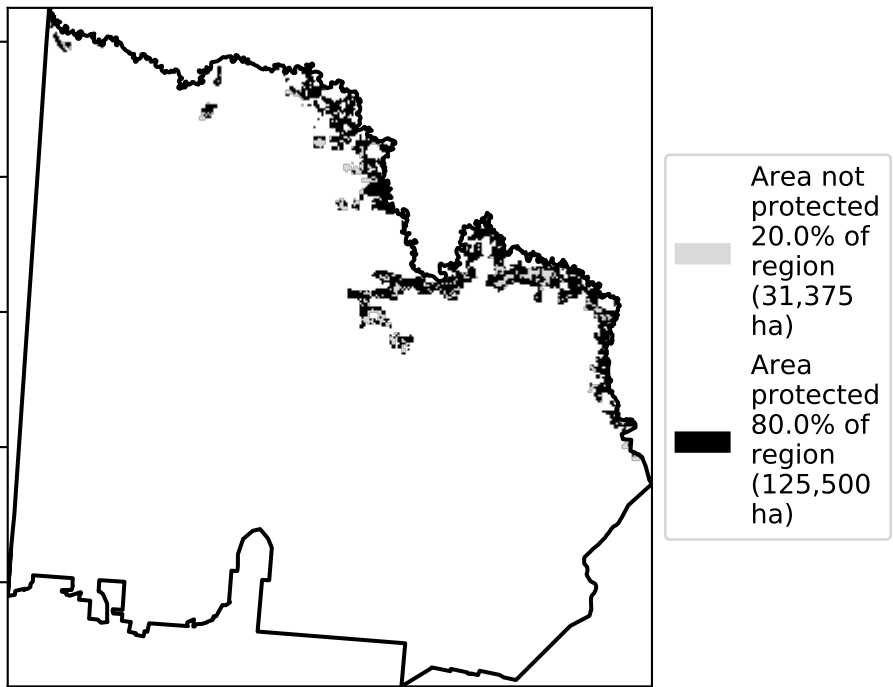 Area not
protected
20.0% of
region
(31,375
ha)
Area
protected
80.0% of
region
(125,500
ha)